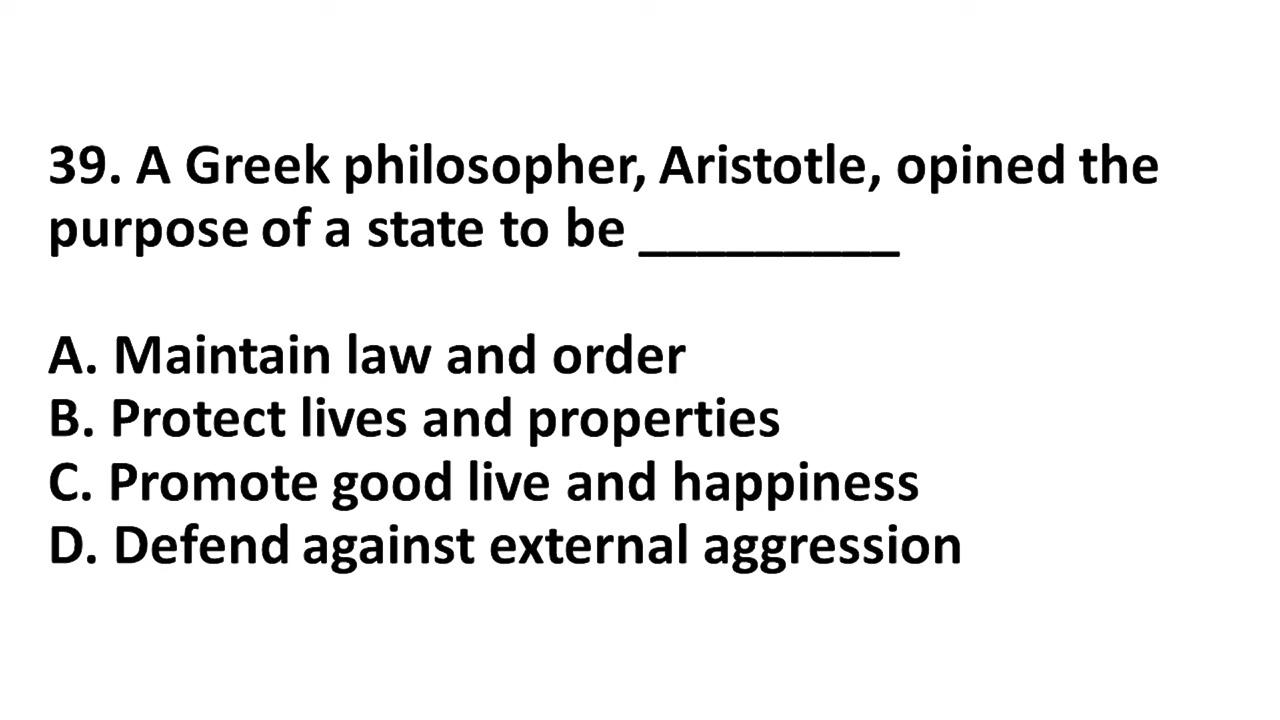 39. A Greek philosopher, Aristotle, opined the
purpose of a state to be _________
A. Maintain law and order
B. Protect lives and properties
C. Promote good live and happiness
D. Defend against external aggression